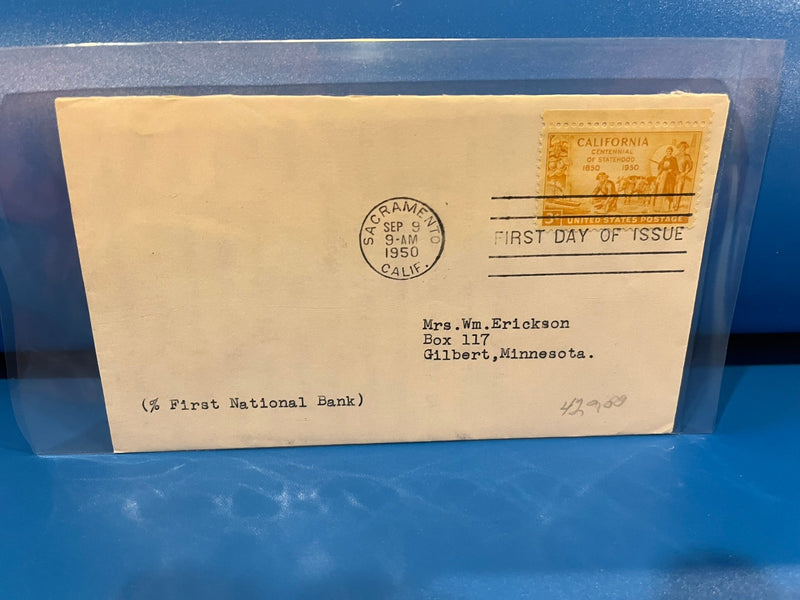 CALIFORNIA
CENTENNIAL
OF STATEHOOD
1850 1950
3¢ UNITED STATES POSTAGE
SACRAMENTO
SEP 9
9-AM
1950
CALIF.
FIRST DAY OF ISSUE
Mrs.Wm.Erickson
Box 117
Gilbert,Minnesota.
(% First National Bank)